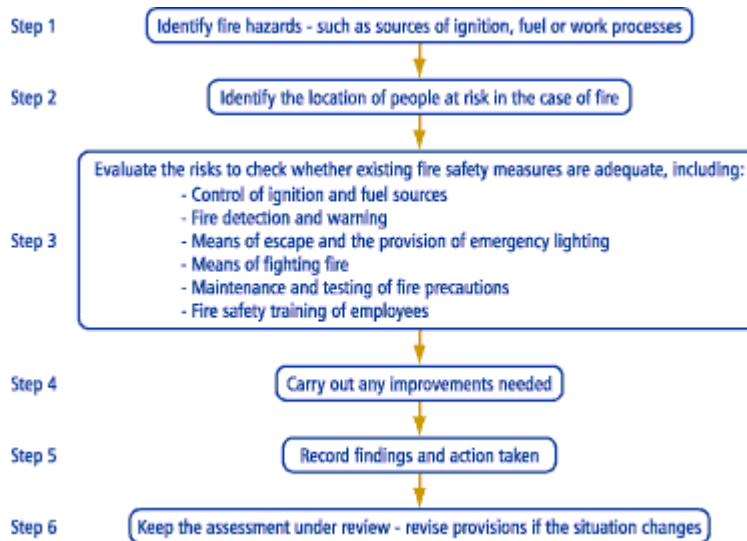 Step 1
Identify fire hazards - such as sources of ignition, fuel or work processes
Step 2
Identify the location of people at risk in the case of fire
Step 3
Evaluate the risks to check whether existing fire safety measures are adequate, including:
- Control of ignition and fuel sources
- Fire detection and warning
- Means of escape and the provision of emergency lighting
- Means of fighting fire
- Maintenance and testing of fire precautions
- Fire safety training of employees
Step 4
Carry out any improvements needed
Step 5
Record findings and action taken
Step 6
Keep the assessment under review - revise provisions if the situation changes